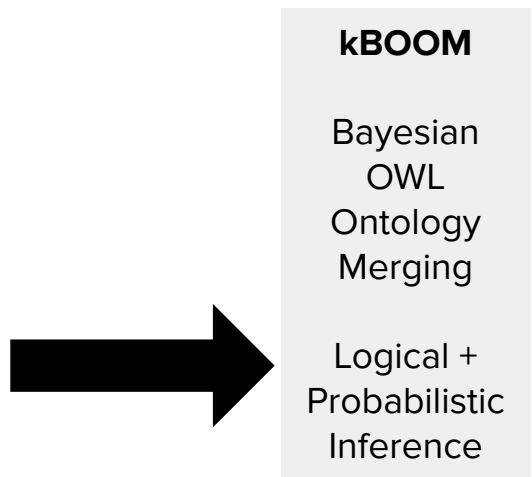 kBOOM
Bayesian
OWL
Ontology
Merging
Logical +
Probabilistic
Inference